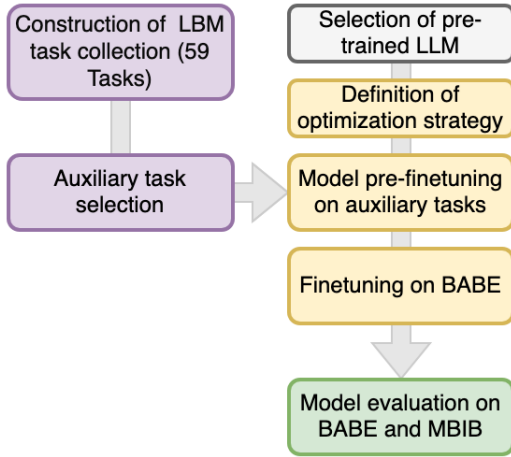 Construction of LBM
task collection (59
Tasks)
Auxiliary task
selection
Selection of pre-
trained LLM
Definition of
optimization strategy
Model pre-finetuning
on auxiliary tasks
Finetuning on BABE
Model evaluation on
BABE and MBIB